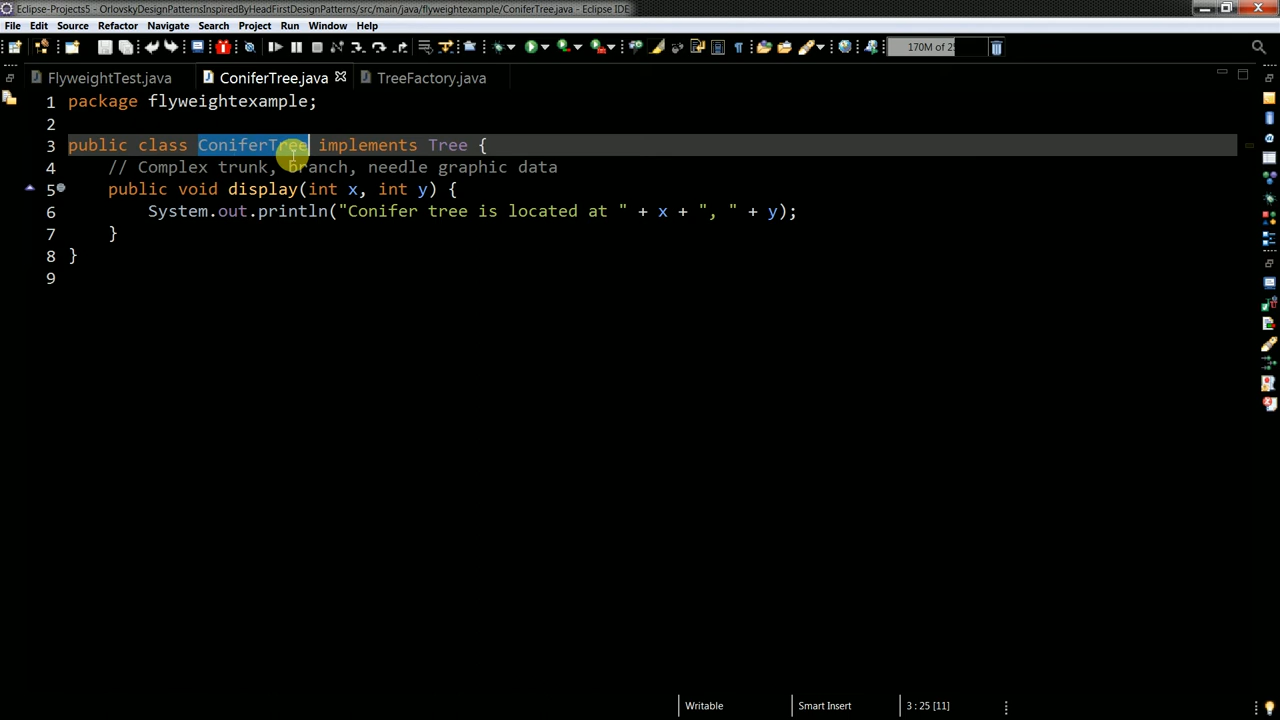 Eclipse-Projects5 - OrlovskyDesignPatternsInspiredByHeadFirstDesignPatterns/src/main/java/flyweightexample/ConiferTree.java - Eclipse IDE
File Edit Source Refactor Navigate Search Project Run Window Help
170M of 25
FlyweightTest.java ConiferTree.java TreeFactory.java
1 package flyweightexample;
2
3 public class ConiferTree implements Tree {
4 // Complex trunk, branch, needle graphic data
5 public void display(int x, int y) {
6 System.out.println("Conifer tree is located at " + x + ", " + y);
7 }
8 }
9
Writable Smart Insert 3 : 25 [11]